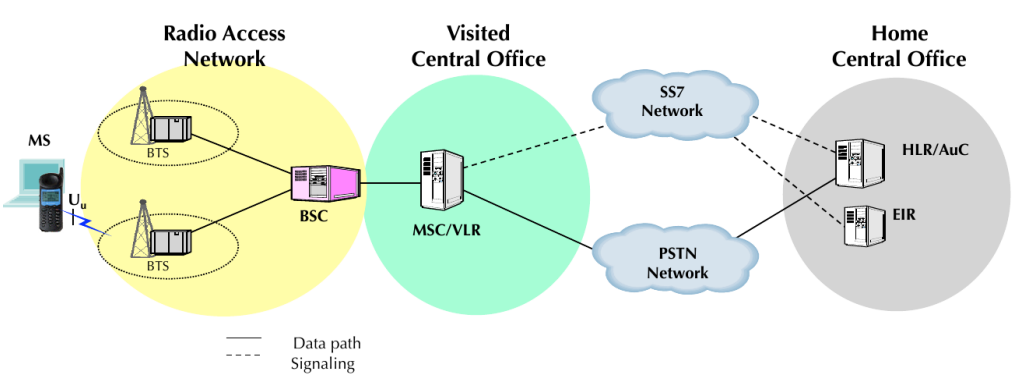 Radio Access
Network
Visited
Central Office
Home
Central Office
SS7
Network
MS
BTS
HLR/AuC
Uu
BSC
EIR
MSC/VLR
BTS
PSTN
Network
Data path
Signaling